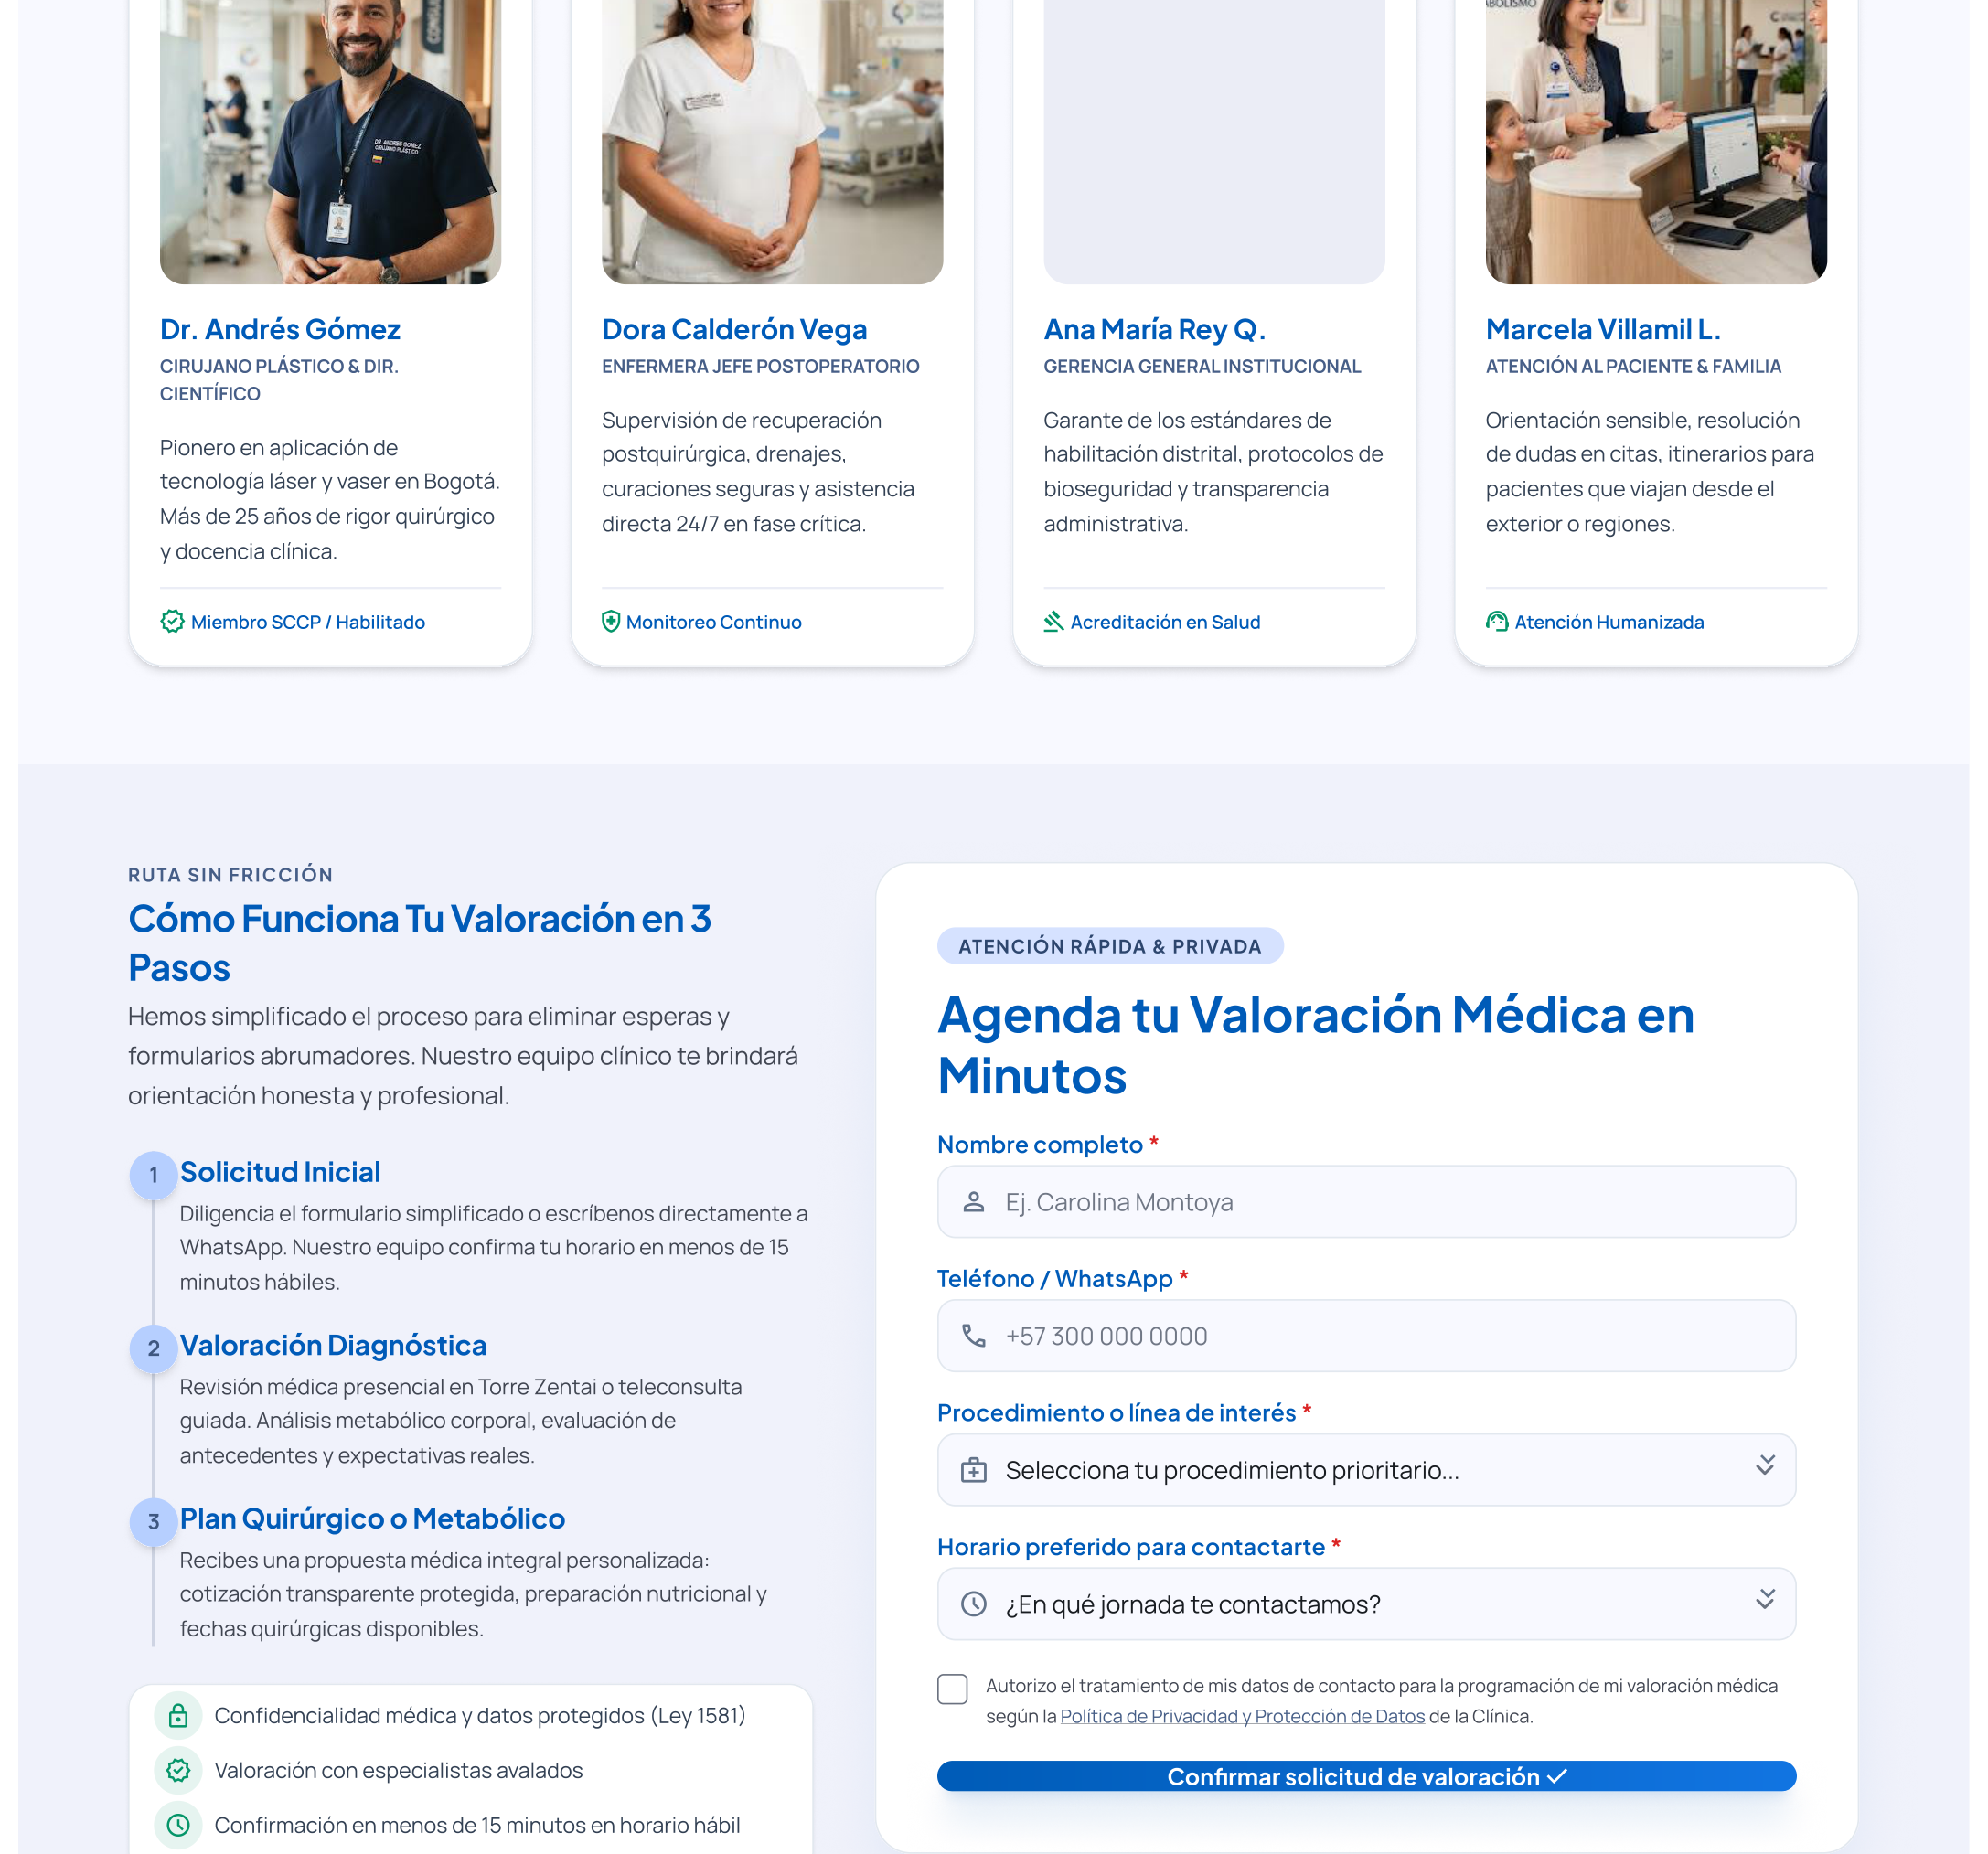 ABOLISMO
DR. ANDRES GOMEZ
CIRUJANO PLÁSTICO
Dr. Andrés Gómez
CIRUJANO PLÁSTICO & DIR.
CIENTÍFICO
Pionero en aplicación de
tecnología láser y vaser en Bogotá.
Más de 25 años de rigor quirúrgico
y docencia clínica.
Miembro SCCP / Habilitado
Dora Calderón Vega
ENFERMERA JEFE POSTOPERATORIO
Supervisión de recuperación
postquirúrgica, drenajes,
curaciones seguras y asistencia
directa 24/7 en fase crítica.
Monitoreo Continuo
Ana María Rey Q.
GERENCIA GENERAL INSTITUCIONAL
Garante de los estándares de
habilitación distrital, protocolos de
bioseguridad y transparencia
administrativa.
Acreditación en Salud
Marcela Villamil L.
ATENCIÓN AL PACIENTE & FAMILIA
Orientación sensible, resolución
de dudas en citas, itinerarios para
pacientes que viajan desde el
exterior o regiones.
Atención Humanizada
RUTA SIN FRICCIÓN
Cómo Funciona Tu Valoración en 3
Pasos
Hemos simplificado el proceso para eliminar esperas y
formularios abrumadores. Nuestro equipo clínico te brindará
orientación honesta y profesional.
1 Solicitud Inicial
Diligencia el formulario simplificado o escríbenos directamente a
WhatsApp. Nuestro equipo confirma tu horario en menos de 15
minutos hábiles.
2 Valoración Diagnóstica
Revisión médica presencial en Torre Zentai o teleconsulta
guiada. Análisis metabólico corporal, evaluación de
antecedentes y expectativas reales.
3 Plan Quirúrgico o Metabólico
Recibes una propuesta médica integral personalizada:
cotización transparente protegida, preparación nutricional y
fechas quirúrgicas disponibles.
Confidencialidad médica y datos protegidos (Ley 1581)
Valoración con especialistas avalados
Confirmación en menos de 15 minutos en horario hábil
ATENCIÓN RÁPIDA & PRIVADA
Agenda tu Valoración Médica en
Minutos
Nombre completo *
Ej. Carolina Montoya
Teléfono / WhatsApp *
+57 300 000 0000
Procedimiento o línea de interés *
Selecciona tu procedimiento prioritario...
Horario preferido para contactarte *
¿En qué jornada te contactamos?
Autorizo el tratamiento de mis datos de contacto para la programación de mi valoración médica
según la Política de Privacidad y Protección de Datos de la Clínica.
Confirmar solicitud de valoración